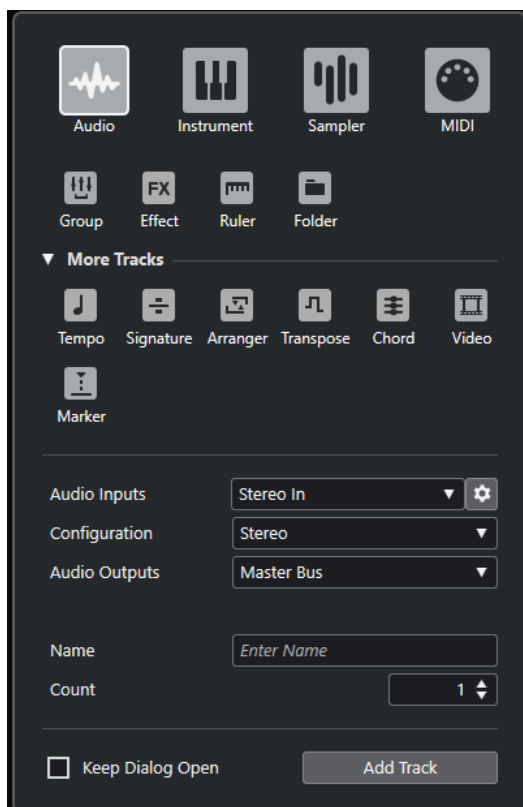 Audio Instrument Sampler MIDI
FX
Group Effect Ruler Folder
▼ More Tracks
Tempo Signature Arranger Transpose Chord Video
Marker
Audio Inputs Stereo In
Configuration Stereo
Audio Outputs Master Bus
Name Enter Name
Count 1
Keep Dialog Open Add Track